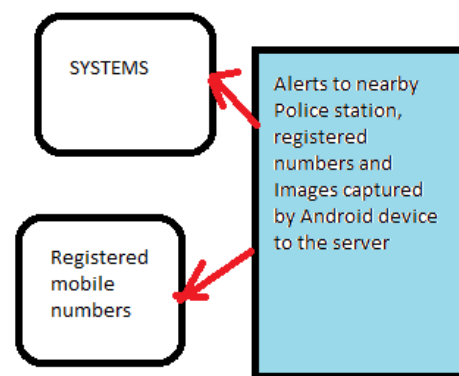 SYSTEMS
Alerts to nearby
Police station,
registered
numbers and
Images captured
by Android device
to the server
Registered
mobile
numbers